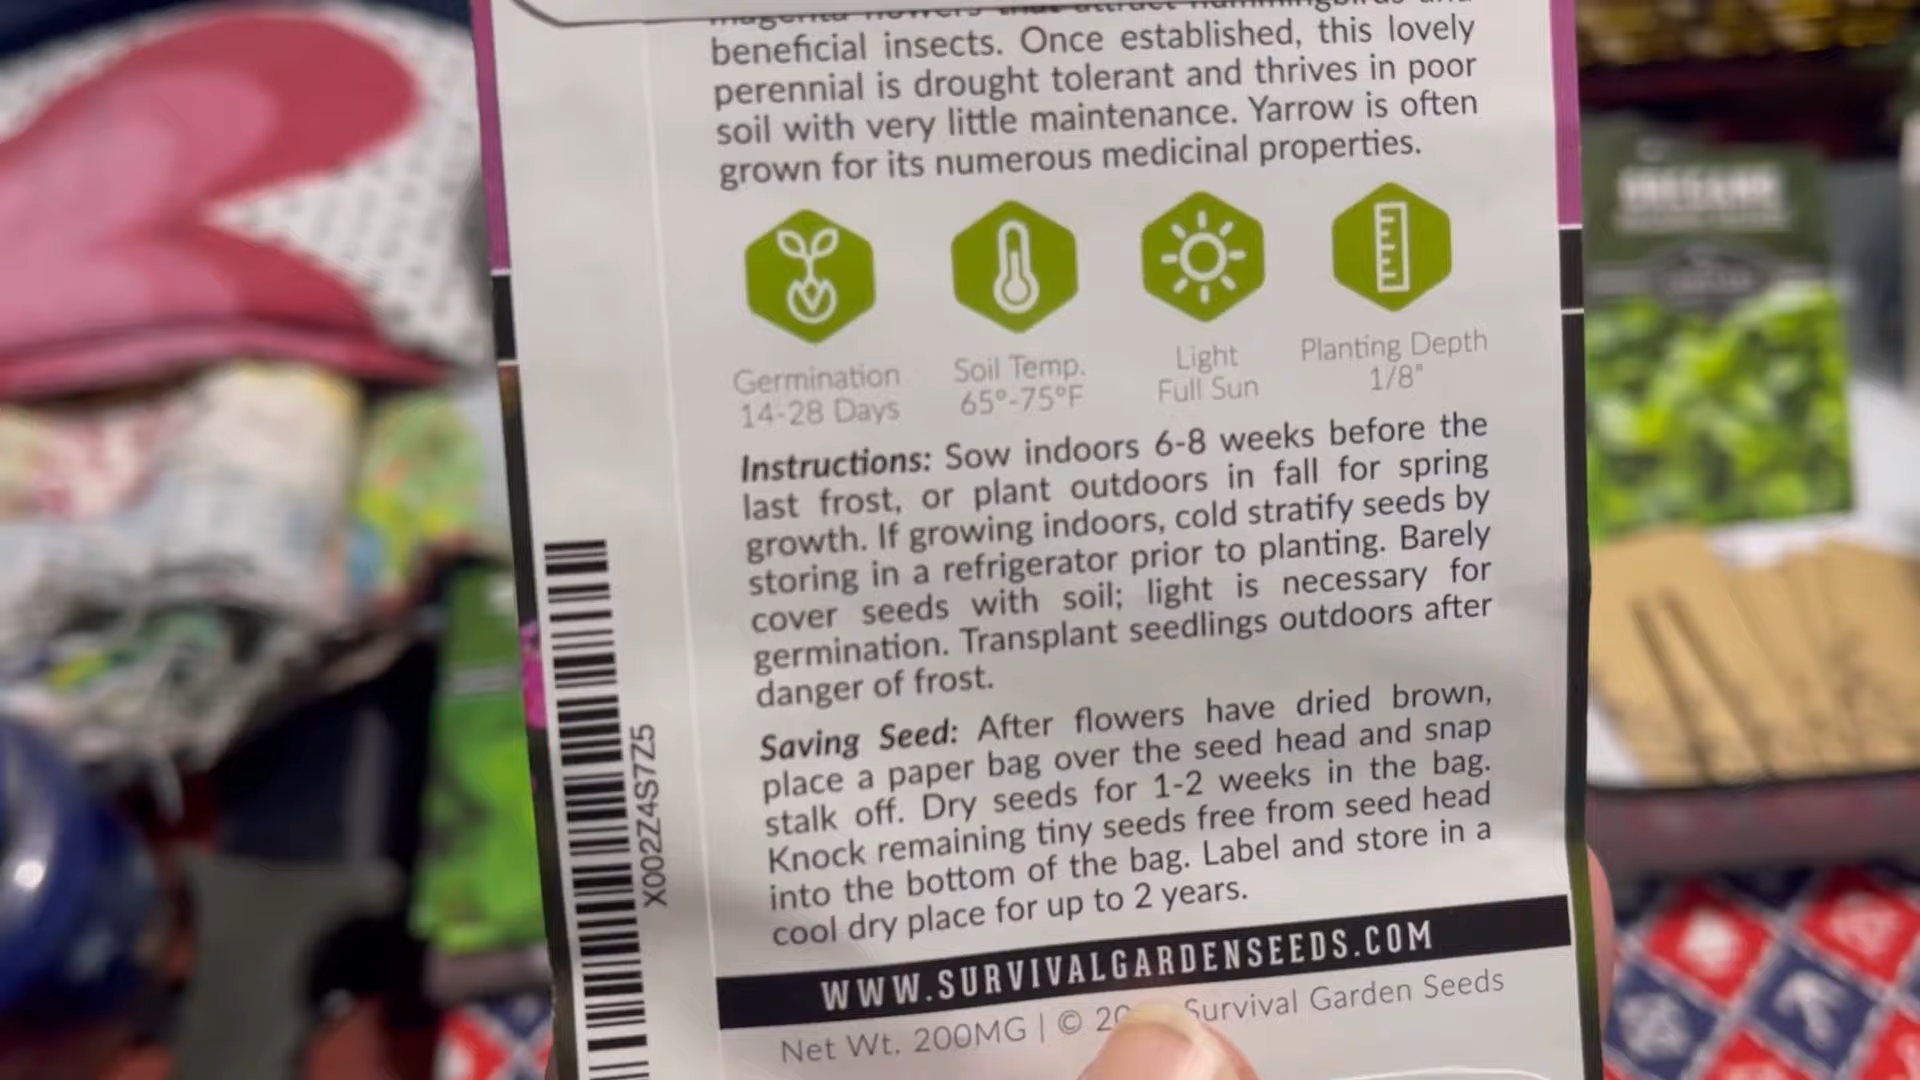 magenta flowers that attract hummingbirds and
beneficial insects. Once established, this lovely
perennial is drought tolerant and thrives in poor
soil with very little maintenance. Yarrow is often
grown for its numerous medicinal properties.
Germination
14-28 Days
Soil Temp.
65°-75°F
Light
Full Sun
Planting Depth
1/8"
Instructions: Sow indoors 6-8 weeks before the
last frost, or plant outdoors in fall for spring
growth. If growing indoors, cold stratify seeds by
storing in a refrigerator prior to planting. Barely
cover seeds with soil; light is necessary for
germination. Transplant seedlings outdoors after
danger of frost.
Saving Seed: After flowers have dried brown,
place a paper bag over the seed head and snap
stalk off. Dry seeds for 1-2 weeks in the bag.
Knock remaining tiny seeds free from seed head
into the bottom of the bag. Label and store in a
cool dry place for up to 2 years.
WWW.SURVIVALGARDENSEEDS.COM
Net Wt. 200MG | © 20 Survival Garden Seeds
X002Z4S7Z5
OREGANO